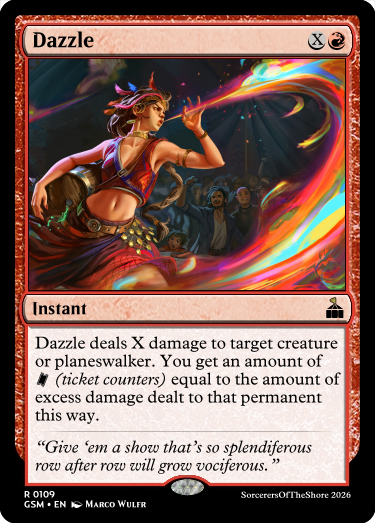 Dazzle
X
Instant
Dazzle deals X damage to target creature
or planeswalker. You get an amount of
(ticket counters) equal to the amount of
excess damage dealt to that permanent
this way.
“Give ‘em a show that’s so splendiferous
row after row will grow vociferous.”
R 0109
GSM • EN Marco Wulfr
SorcerersOfTheShore 2026